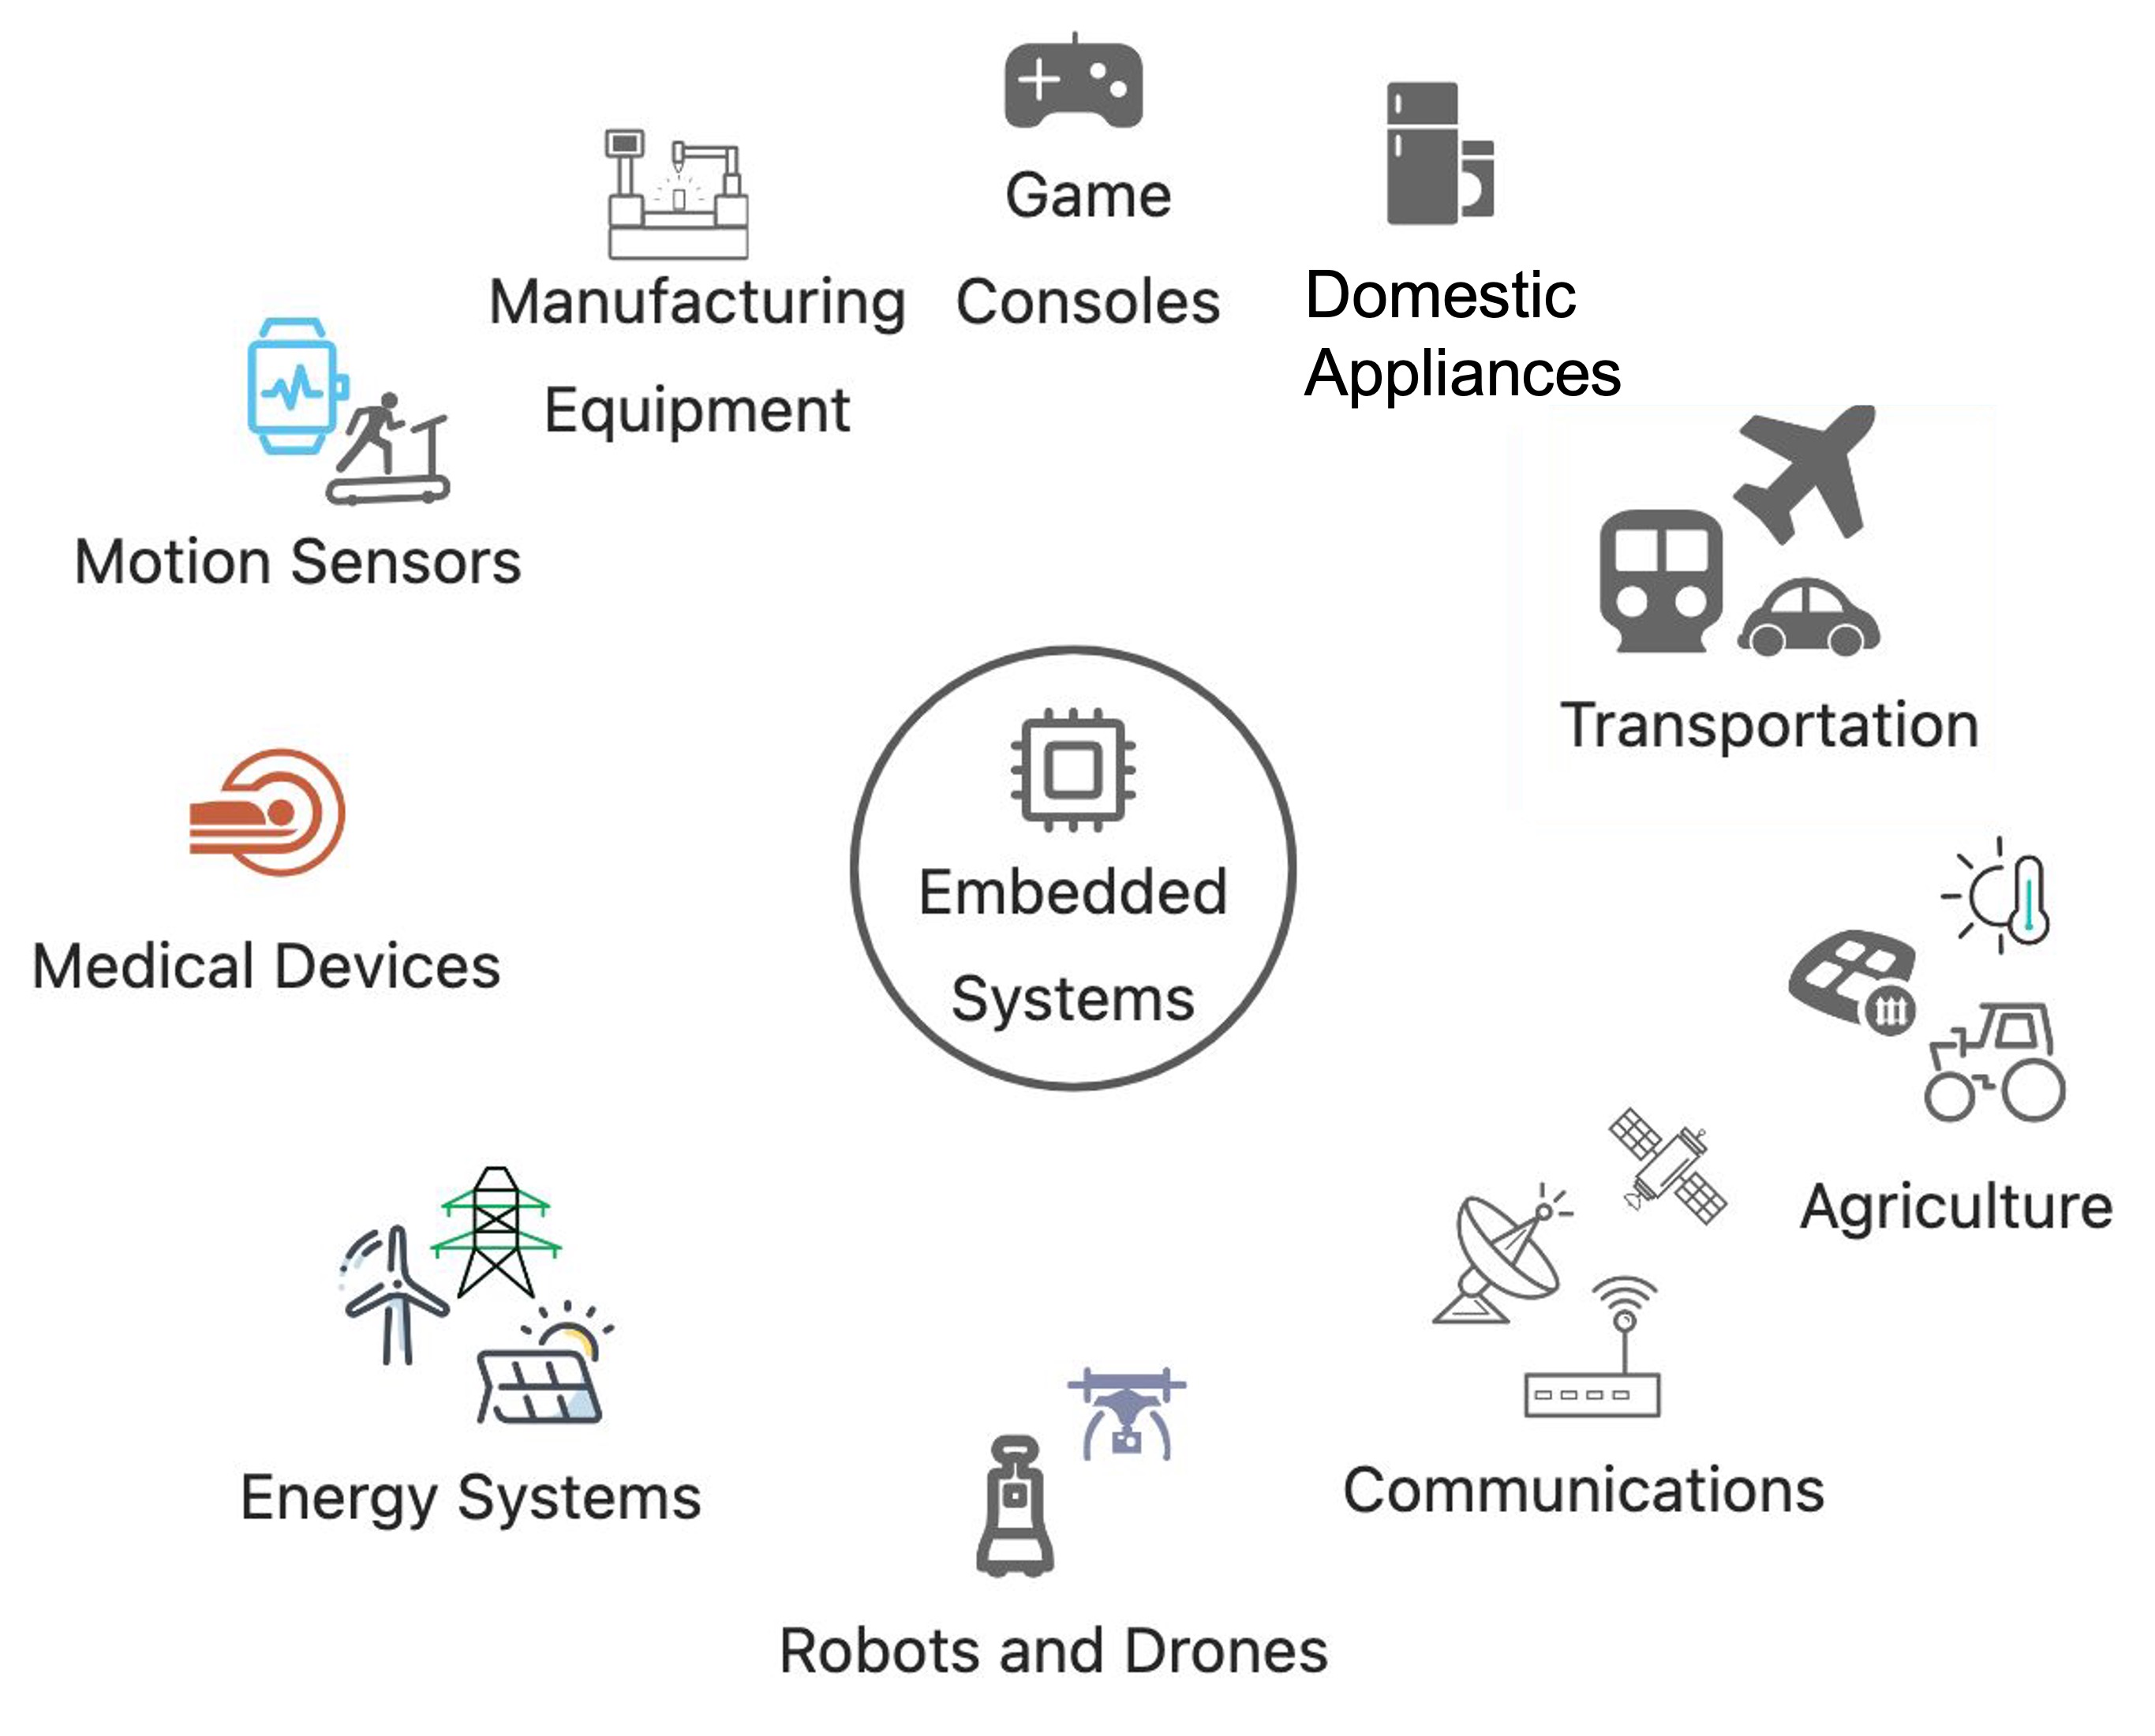 Game
Consoles
Manufacturing
Equipment
Domestic
Appliances
Motion Sensors
Transportation
Embedded
Systems
Medical Devices
Agriculture
Energy Systems
Communications
Robots and Drones